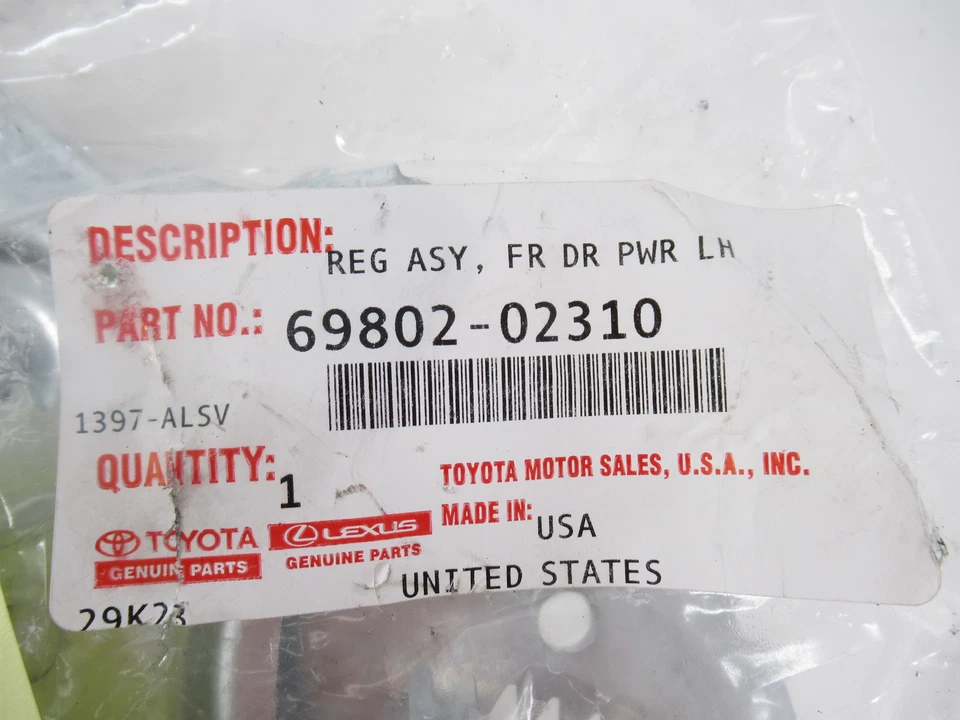 DESCRIPTION: REG ASY, FR DR PWR LH
PART NO.: 69802-02310
1397-ALSV
QUANTITY: 1
TOYOTA MOTOR SALES, U.S.A., INC.
MADE IN: USA
TOYOTA
GENUINE PARTS
LEXUS
GENUINE PARTS
UNITED STATES
29K23